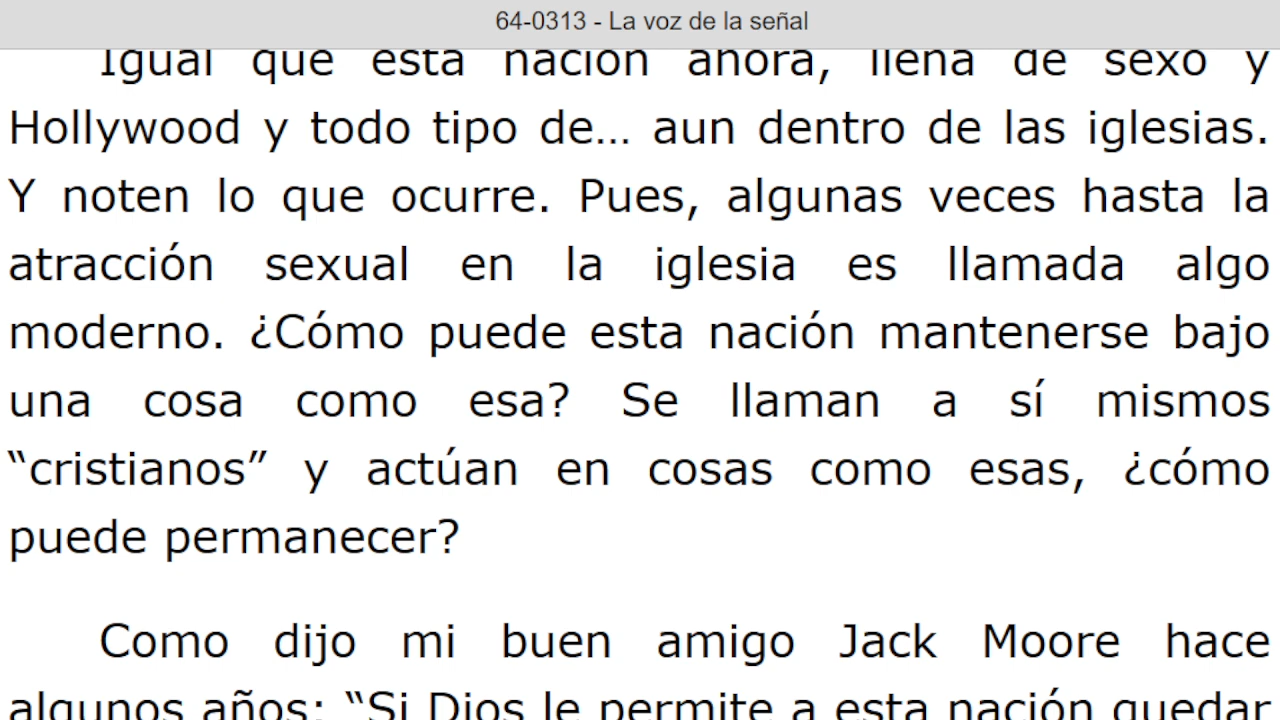 64-0313 - La voz de la señal
Igual que esta nación ahora, llena de sexo y
Hollywood y todo tipo de… aun dentro de las iglesias.
Y noten lo que ocurre. Pues, algunas veces hasta la
atracción sexual en la iglesia es llamada algo
moderno. ¿Cómo puede esta nación mantenerse bajo
una cosa como esa? Se llaman a sí mismos
“cristianos” y actúan en cosas como esas, ¿cómo
puede permanecer?
Como dijo mi buen amigo Jack Moore hace
algunos años: “Si Dios le permite a esta nación quedar